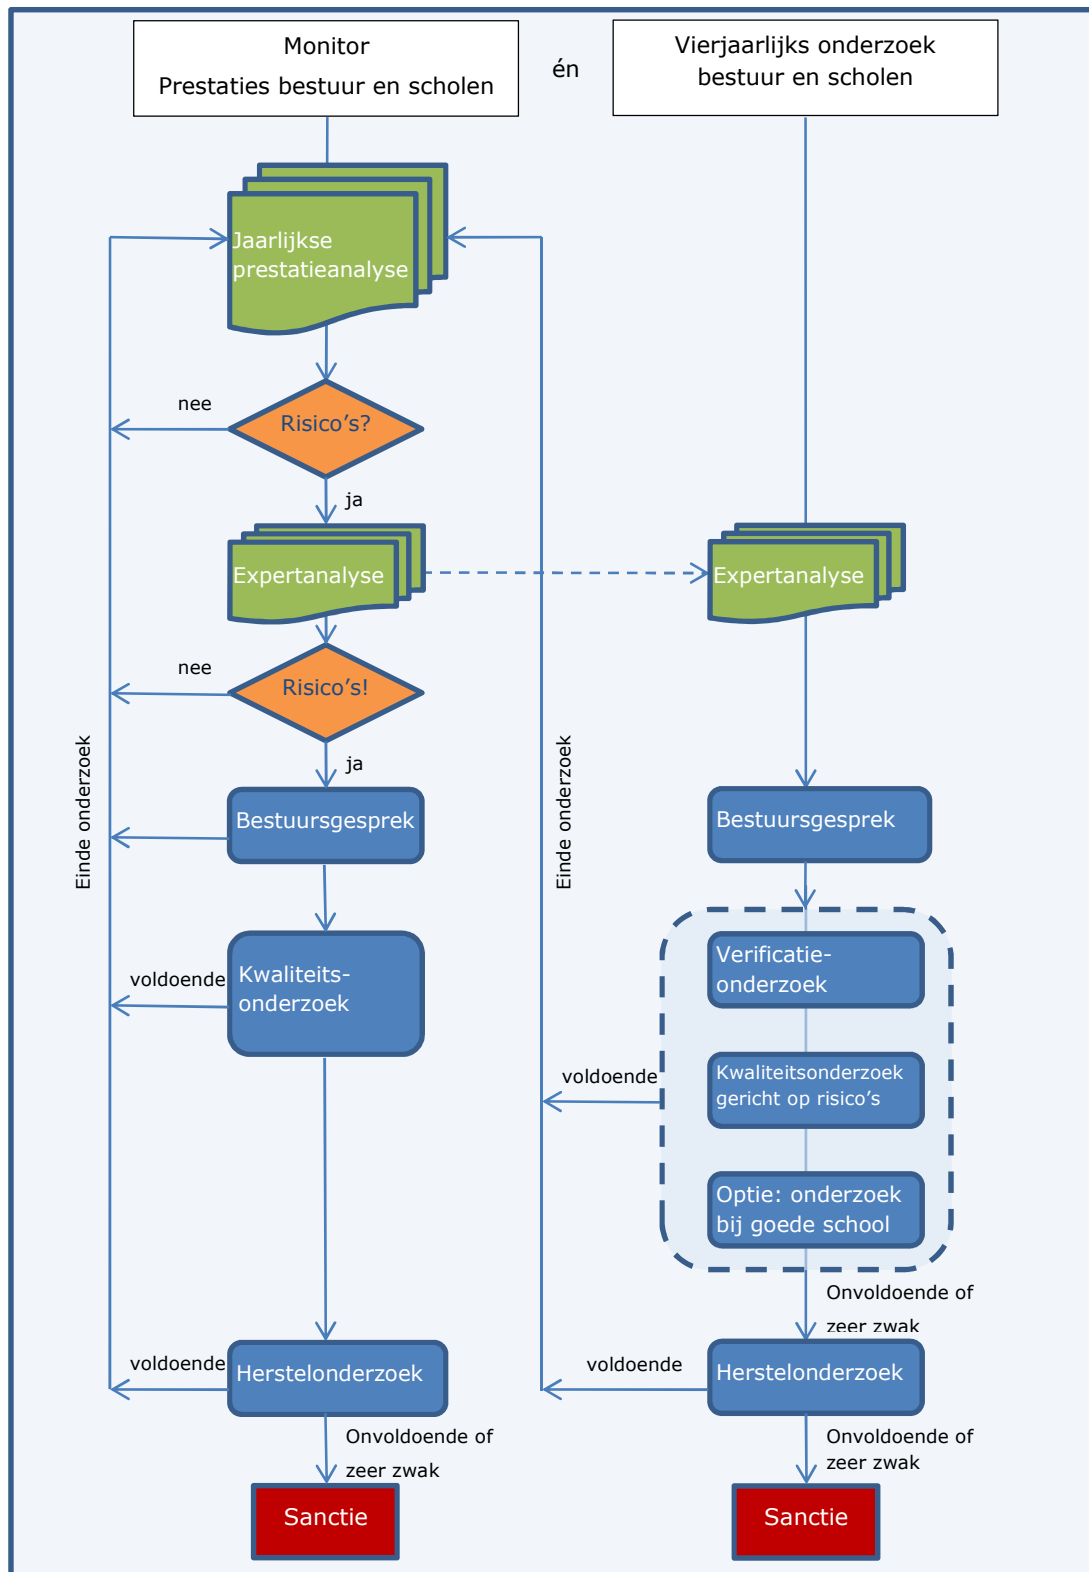 Monitor
Prestaties bestuur en scholen
én
Vierjaarlijks onderzoek
bestuur en scholen
Jaarlijkse
prestatieanalyse
nee
Risico's?
ja
Expertanalyse
Expertanalyse
nee
Risico's!
ja
Einde onderzoek
Einde onderzoek
Bestuursgesprek
Bestuursgesprek
voldoende
Kwaliteits-
onderzoek
Verificatie-
onderzoek
voldoende
Kwaliteitsonderzoek
gericht op risico's
Optie: onderzoek
bij goede school
Onvoldoende of
zeer zwak
voldoende
Herstelonderzoek
voldoende
Herstelonderzoek
Onvoldoende of
zeer zwak
Onvoldoende of
zeer zwak
Sanctie
Sanctie